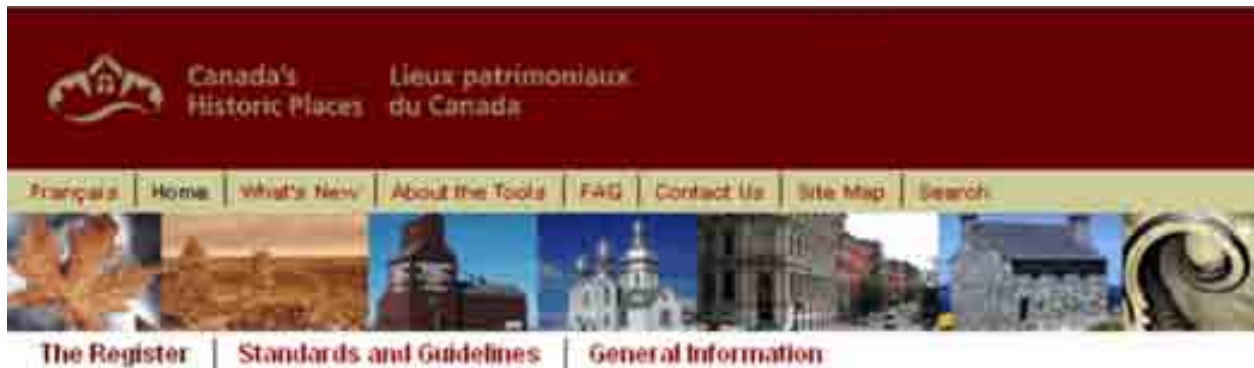 Canada's Historic Places
Lieux patrimoniaux du Canada
Français | Home | What's New | About the Tools | FAQ | Contact Us | Site Map | Search
The Register | Standards and Guidelines | General Information